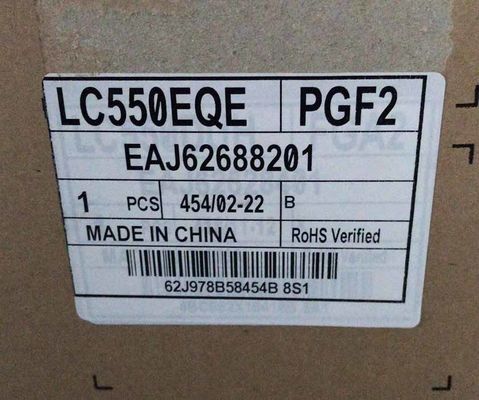 LC550EQE PGF2
EAJ62688201
1 PCS 454/02-22 B
MADE IN CHINA RoHS Verified
62J978B58454B 8S1